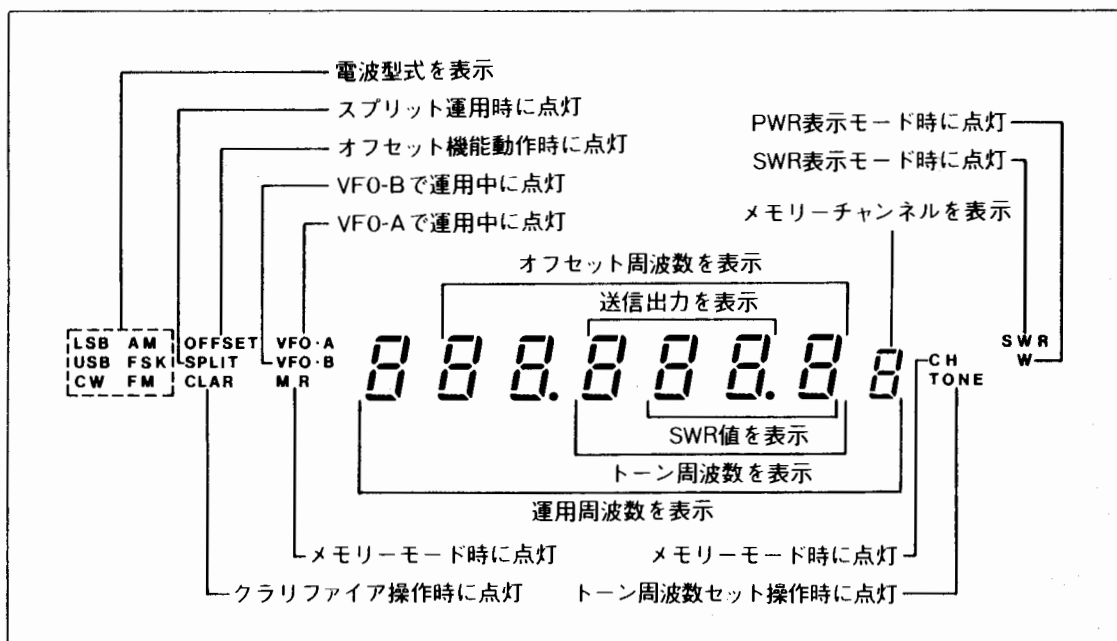 電波型式を表示
スプリット運用時に点灯
オフセット機能動作時に点灯
VFO-Bで運用中に点灯
VFO-Aで運用中に点灯
PWR表示モード時に点灯
SWR表示モード時に点灯
メモリーチャンネルを表示
オフセット周波数を表示
送信出力を表示
LSB AM OFFSET VFO·A
USB FSK SPLIT VFO·B
CW FM CLAR MR
888.888.8 8
CH
TONE
SWR
W
SWR値を表示
トーン周波数を表示
運用周波数を表示
メモリーモード時に点灯
メモリーモード時に点灯
クラリファイア操作時に点灯
トーン周波数セット操作時に点灯